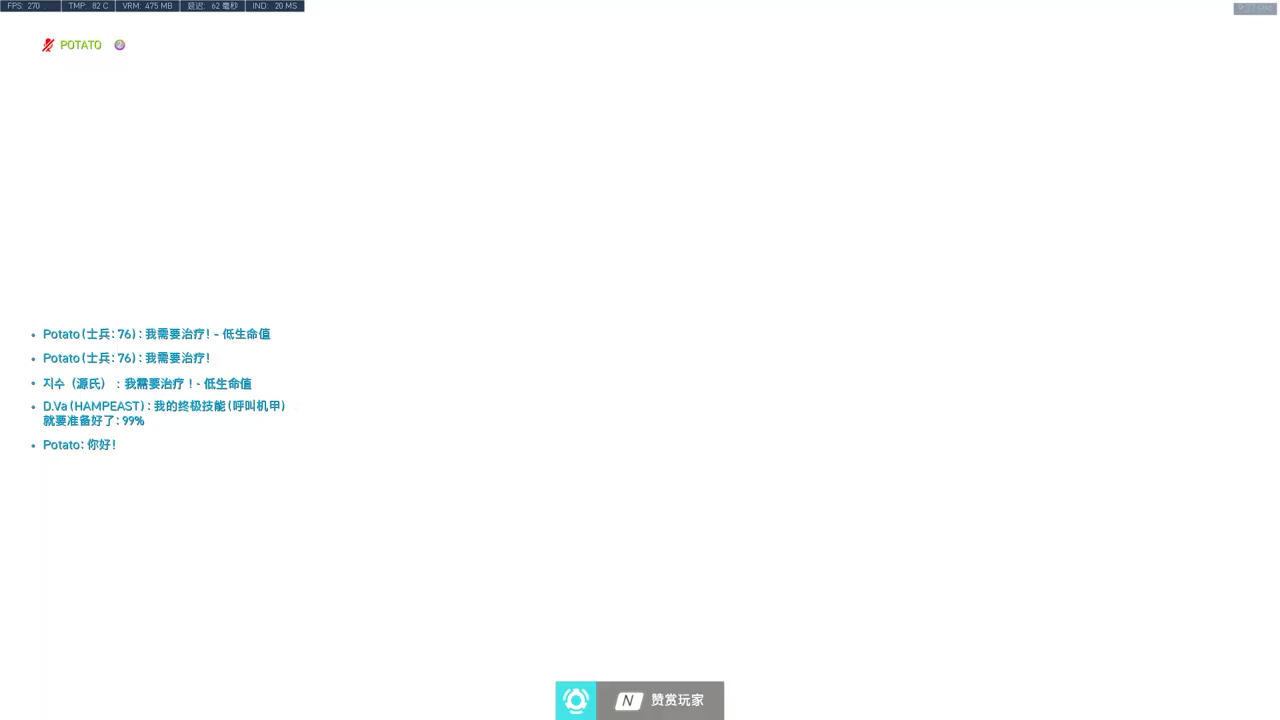 FPS: 270 TMP: 82 C VRM: 475 MB 延迟: 62 毫秒 IND: 20 MS
POTATO
Potato(士兵: 76) : 我需要治疗! - 低生命值
Potato(士兵: 76) : 我需要治疗!
지수（源氏）：我需要治疗！- 低生命值
D.Va(HAMPEAST) : 我的终极技能(呼叫机甲)
就要准备好了: 99%
Potato: 你好!
N 赞赏玩家